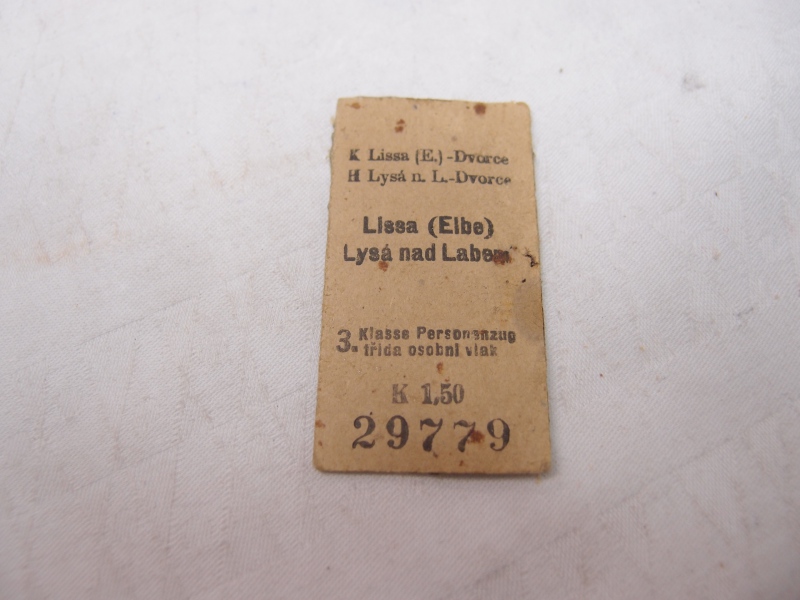 K Lissa (E.)-Dvorce
H Lysá n. L.-Dvorce
Lissa (Elbe)
Lysá nad Labem
3. Klasse Personenzug
třída osobní vlak
K 1,50
29779